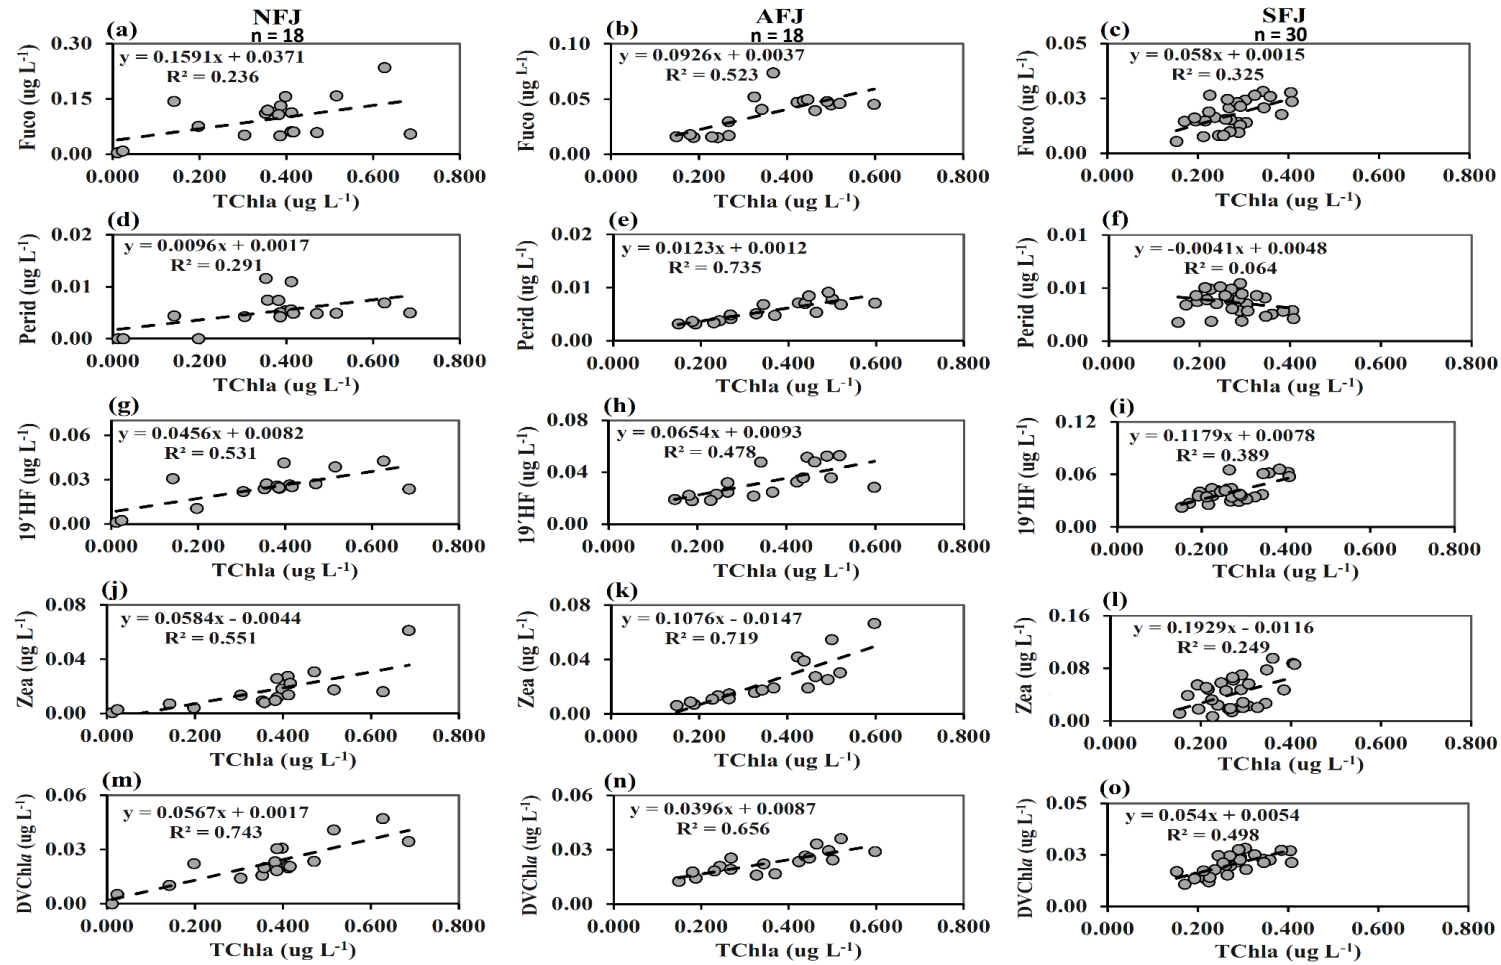 NFJ
n = 18
AFJ
n = 18
SFJ
n = 30
(a)
y = 0.1591x + 0.0371
R² = 0.236
Fuco (ug L⁻¹)
0.30
0.15
0.00
0.000 0.200 0.400 0.600 0.800
TChla (ug L⁻¹)
(b)
y = 0.0926x + 0.0037
R² = 0.523
Fuco (ug L⁻¹)
0.10
0.05
0.00
0.000 0.200 0.400 0.600 0.800
TChla (ug L⁻¹)
(c)
y = 0.058x + 0.0015
R² = 0.325
Fuco (ug L⁻¹)
0.05
0.03
0.00
0.000 0.200 0.400 0.600 0.800
TChla (ug L⁻¹)
(d)
y = 0.0096x + 0.0017
R² = 0.291
Perid (ug L⁻¹)
0.02
0.01
0.00
0.000 0.200 0.400 0.600 0.800
TChla (ug L⁻¹)
(e)
y = 0.0123x + 0.0012
R² = 0.735
Perid (ug L⁻¹)
0.02
0.01
0.00
0.000 0.200 0.400 0.600 0.800
TChla (ug L⁻¹)
(f)
y = -0.0041x + 0.0048
R² = 0.064
Perid (ug L⁻¹)
0.01
0.01
0.00
0.000 0.200 0.400 0.600 0.800
TChla (ug L⁻¹)
(g)
y = 0.0456x + 0.0082
R² = 0.531
19'HF (ug L⁻¹)
0.06
0.03
0.00
0.000 0.200 0.400 0.600 0.800
TChla (ug L⁻¹)
(h)
y = 0.0654x + 0.0093
R² = 0.478
19'HF (ug L⁻¹)
0.08
0.04
0.00
0.000 0.200 0.400 0.600 0.800
TChla (ug L⁻¹)
(i)
y = 0.1179x + 0.0078
R² = 0.389
19'HF (ug L⁻¹)
0.12
0.06
0.00
0.000 0.200 0.400 0.600 0.800
TChla (ug L⁻¹)
(j)
y = 0.0584x - 0.0044
R² = 0.551
Zea (ug L⁻¹)
0.08
0.04
0.00
0.000 0.200 0.400 0.600 0.800
TChla (ug L⁻¹)
(k)
y = 0.1076x - 0.0147
R² = 0.719
Zea (ug L⁻¹)
0.08
0.04
0.00
0.000 0.200 0.400 0.600 0.800
TChla (ug L⁻¹)
(l)
y = 0.1929x - 0.0116
R² = 0.249
Zea (ug L⁻¹)
0.16
0.08
0.00
0.000 0.200 0.400 0.600 0.800
TChla (ug L⁻¹)
(m)
y = 0.0567x + 0.0017
R² = 0.743
DVChla (ug L⁻¹)
0.06
0.03
0.00
0.000 0.200 0.400 0.600 0.800
TChla (ug L⁻¹)
(n)
y = 0.0396x + 0.0087
R² = 0.656
DVChla (ug L⁻¹)
0.06
0.03
0.00
0.000 0.200 0.400 0.600 0.800
TChla (ug L⁻¹)
(o)
y = 0.054x + 0.0054
R² = 0.498
DVChla (ug L⁻¹)
0.05
0.03
0.00
0.000 0.200 0.400 0.600 0.800
TChla (ug L⁻¹)